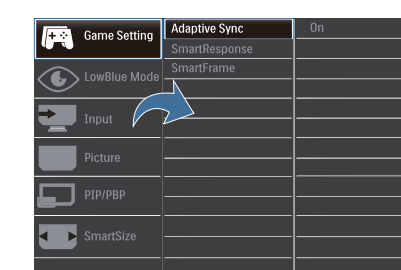 Game Setting
Adaptive Sync
On
SmartResponse
LowBlue Mode
SmartFrame
Input
Picture
PIP/PBP
SmartSize